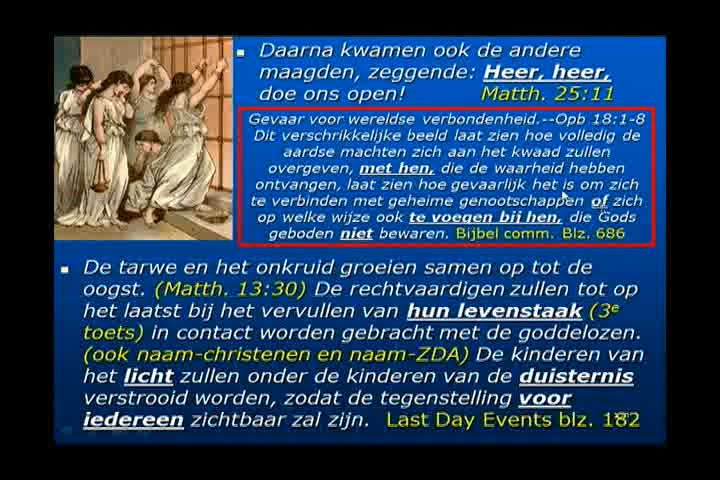 Daarna kwamen ook de andere
maagden, zeggende: Heer, heer,
doe ons open! Matth. 25:11
Gevaar voor wereldse verbondenheid.--Opb 18:1-8
Dit verschrikkelijke beeld laat zien hoe volledig de
aardse machten zich aan het kwaad zullen
overgeven, met hen, die de waarheid hebben
ontvangen, laat zien hoe gevaarlijk het is om zich
te verbinden met geheime genootschappen of zich
op welke wijze ook te voegen bij hen, die Gods
geboden niet bewaren. Bijbel comm. Blz. 686
De tarwe en het onkruid groeien samen op tot de
oogst. (Matth. 13:30) De rechtvaardigen zullen tot op
het laatst bij het vervullen van hun levenstaak (3e
toets) in contact worden gebracht met de goddelozen.
(ook naam-christenen en naam-ZDA) De kinderen van
het licht zullen onder de kinderen van de duisternis
verstrooid worden, zodat de tegenstelling voor
iedereen zichtbaar zal zijn. Last Day Events blz. 182